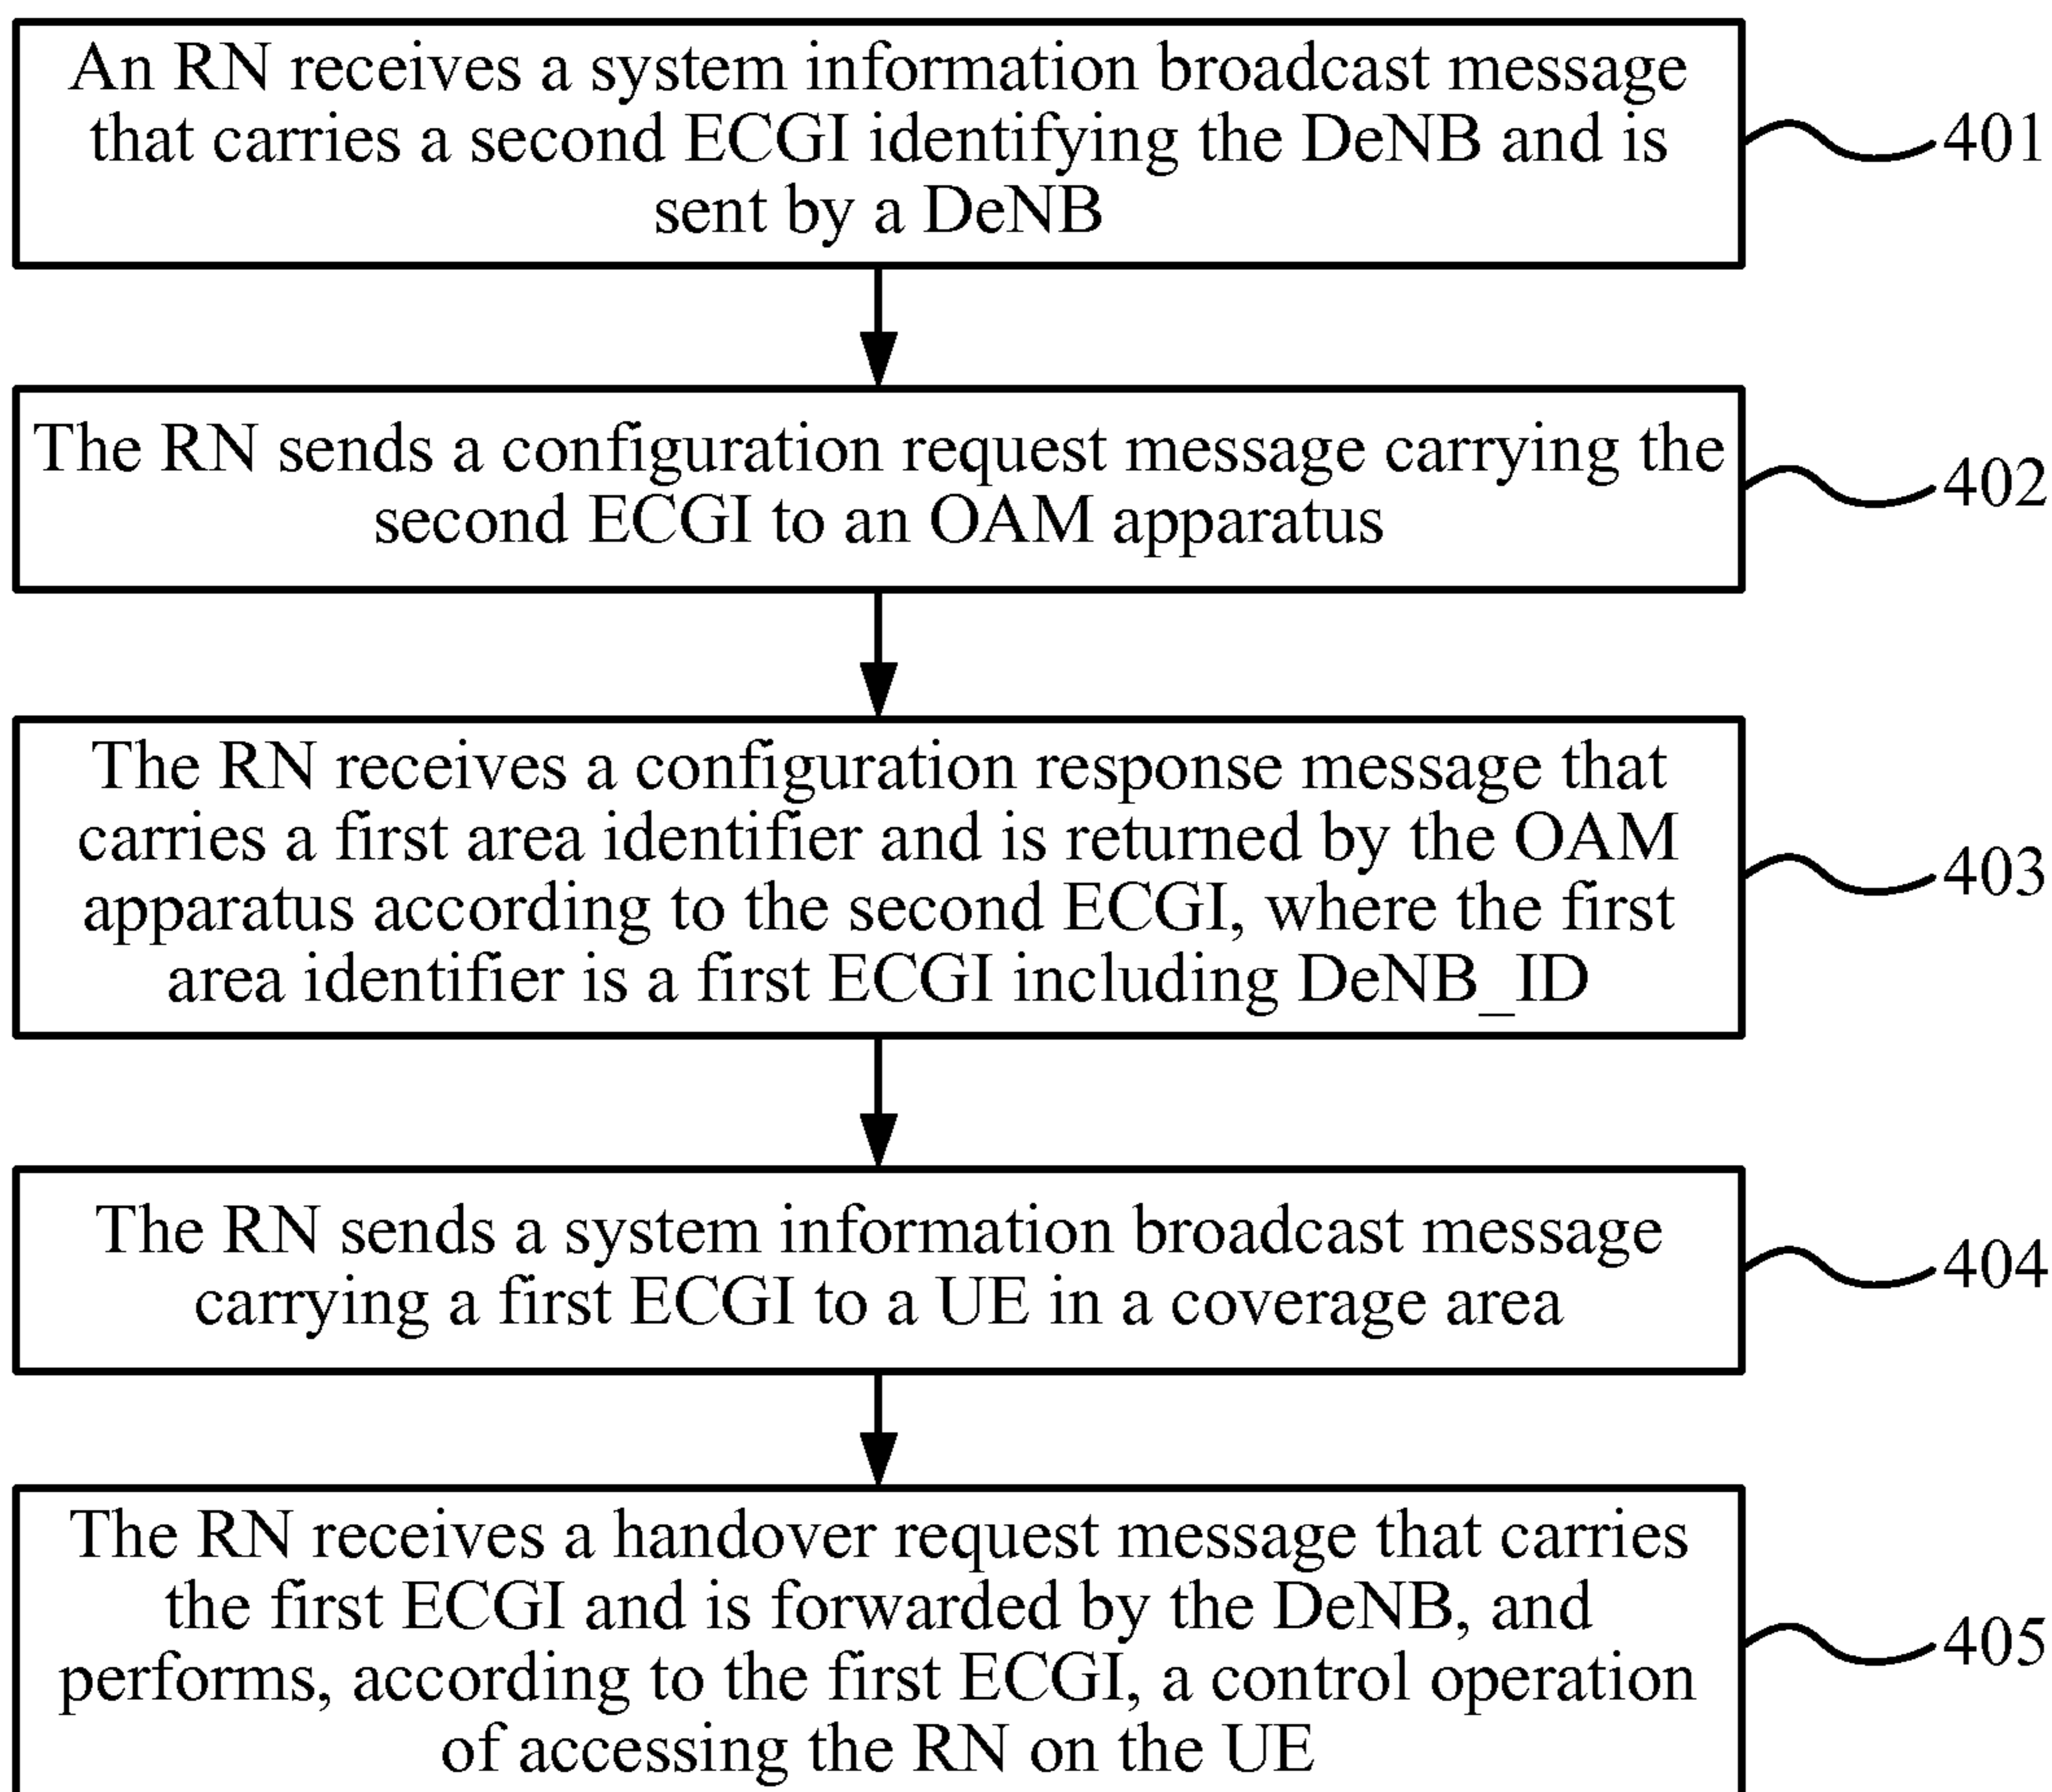 An RN receives a system information broadcast message
that carries a second ECGI identifying the DeNB and is
sent by a DeNB
401
The RN sends a configuration request message carrying the
second ECGI to an OAM apparatus
402
The RN receives a configuration response message that
carries a first area identifier and is returned by the OAM
apparatus according to the second ECGI, where the first
area identifier is a first ECGI including DeNB_ID
403
The RN sends a system information broadcast message
carrying a first ECGI to a UE in a coverage area
404
The RN receives a handover request message that carries
the first ECGI and is forwarded by the DeNB, and
performs, according to the first ECGI, a control operation
of accessing the RN on the UE
405